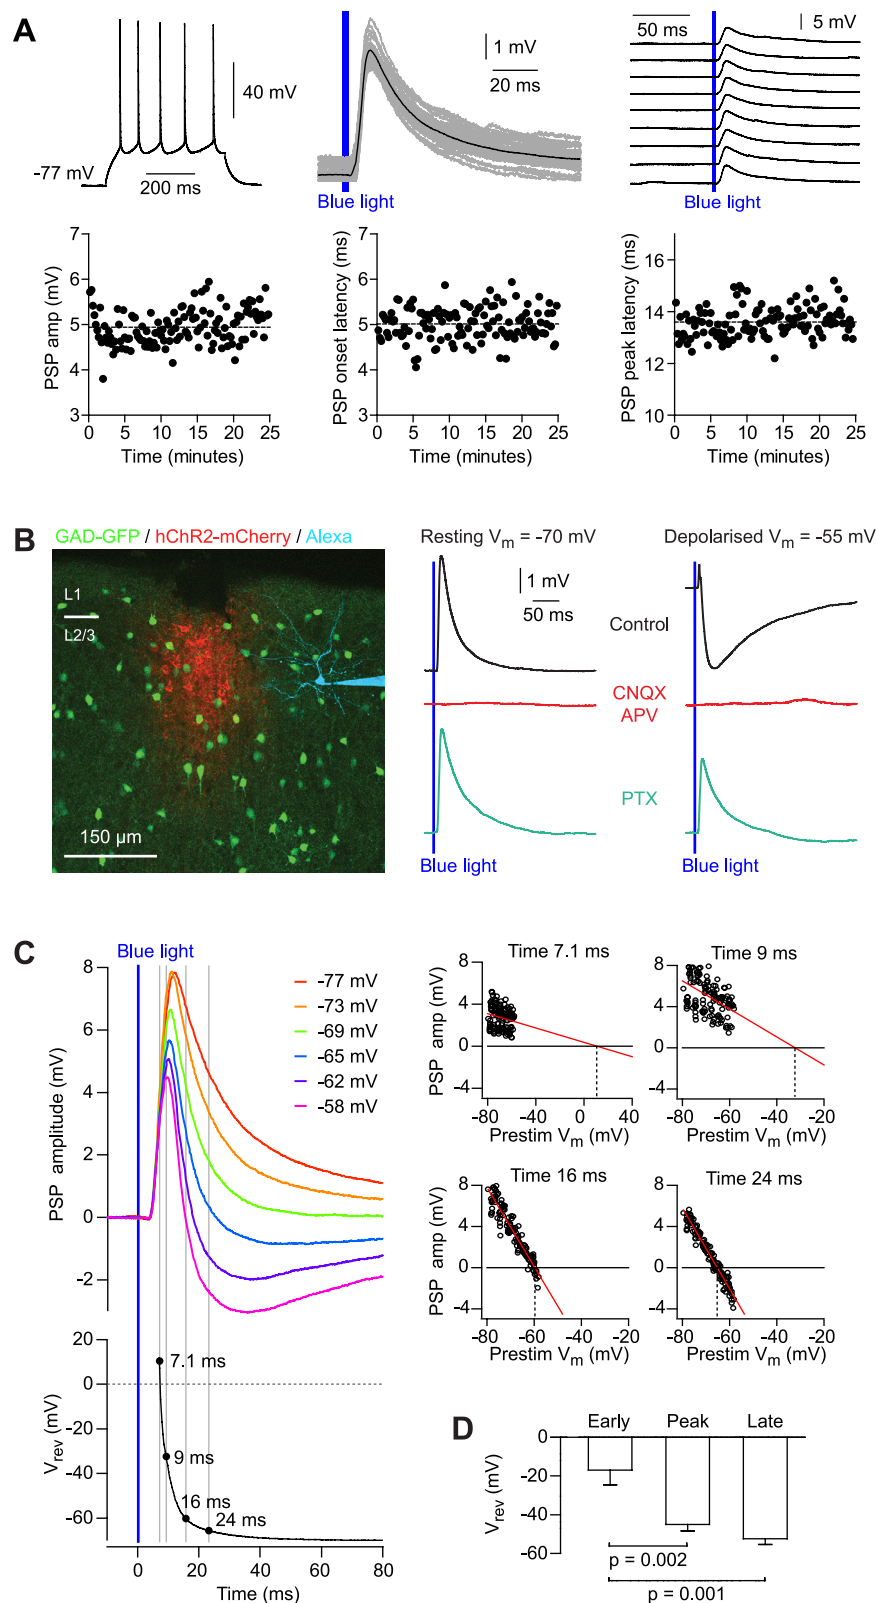 A
40 mV
-77 mV
200 ms
1 mV
20 ms
Blue light
50 ms
5 mV
Blue light
PSP amp (mV)
7
6
5
4
3
0 5 10 15 20 25
Time (minutes)
PSP onset latency (ms)
7
6
5
4
3
0 5 10 15 20 25
Time (minutes)
PSP peak latency (ms)
16
14
12
10
0 5 10 15 20 25
Time (minutes)
B
GAD-GFP / hChR2-mCherry / Alexa
L1
L2/3
150 µm
Resting Vm = -70 mV
Depolarised Vm = -55 mV
1 mV
50 ms
Control
CNQX
APV
PTX
Blue light
Blue light
C
Blue light
PSP amplitude (mV)
8
6
4
2
0
-2
-77 mV
-73 mV
-69 mV
-65 mV
-62 mV
-58 mV
Vrev (mV)
20
0
-20
-40
-60
7.1 ms
9 ms
16 ms
24 ms
0 20 40 60 80
Time (ms)
Time 7.1 ms
PSP amp (mV)
8
4
0
-4
-80 -40 0 40
Prestim Vm (mV)
Time 9 ms
8
4
0
-4
-80 -60 -40 -20
Prestim Vm (mV)
Time 16 ms
PSP amp (mV)
8
4
0
-4
-80 -60 -40 -20
Prestim Vm (mV)
Time 24 ms
8
4
0
-4
-80 -60 -40 -20
Prestim Vm (mV)
D
Early Peak Late
Vrev (mV)
0
-20
-40
-60
p = 0.002
p = 0.001